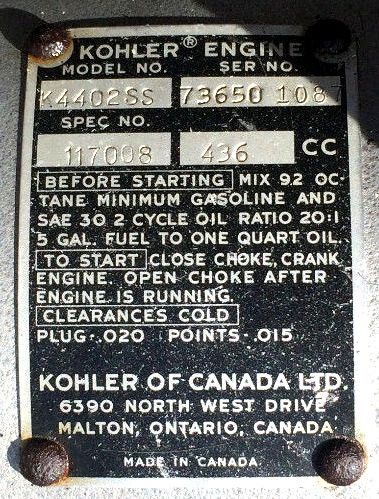 KOHLER® ENGINE
MODEL NO. SER NO.
K4402SS 73650 1087
SPEC NO.
117008 436 CC
BEFORE STARTING MIX 92 OC-
TANE MINIMUM GASOLINE AND
SAE 30 2 CYCLE OIL RATIO 20:1
5 GAL. FUEL TO ONE QUART OIL.
TO START CLOSE CHOKE, CRANK
ENGINE. OPEN CHOKE AFTER
ENGINE IS RUNNING.
CLEARANCES COLD
PLUG-.020 POINTS-.015
KOHLER OF CANADA LTD.
6390 NORTH WEST DRIVE
MALTON, ONTARIO, CANADA
MADE IN CANADA